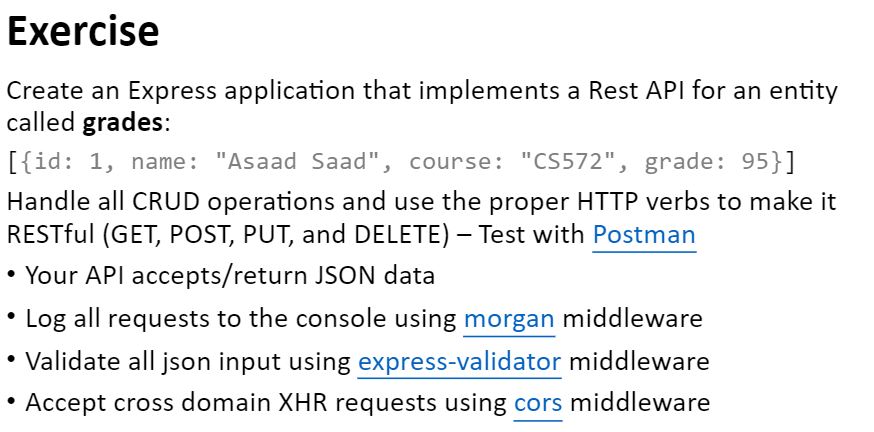 Exercise
Create an Express application that implements a Rest API for an entity
called grades:
[{id: 1, name: "Asaad Saad", course: "CS572", grade: 95}]
Handle all CRUD operations and use the proper HTTP verbs to make it
RESTful (GET, POST, PUT, and DELETE) – Test with Postman
• Your API accepts/return JSON data
• Log all requests to the console using morgan middleware
• Validate all json input using express-validator middleware
• Accept cross domain XHR requests using cors middleware